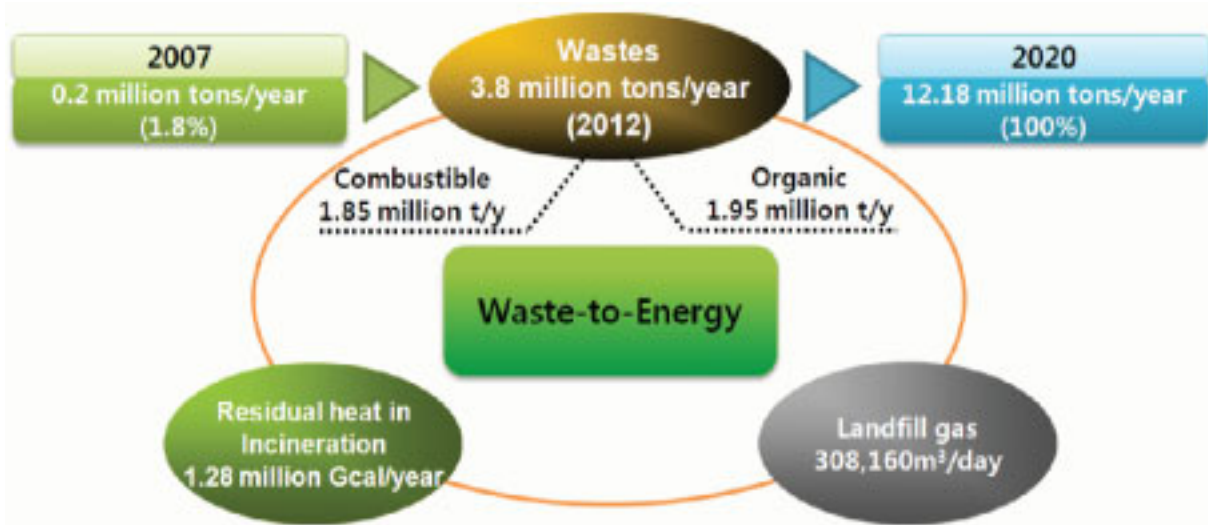 2007
0.2 million tons/year
(1.8%)
Wastes
3.8 million tons/year
(2012)
2020
12.18 million tons/year
(100%)
Combustible
1.85 million t/y
Organic
1.95 million t/y
Waste-to-Energy
Residual heat in
Incineration
1.28 million Gcal/year
Landfill gas
308,160m³/day